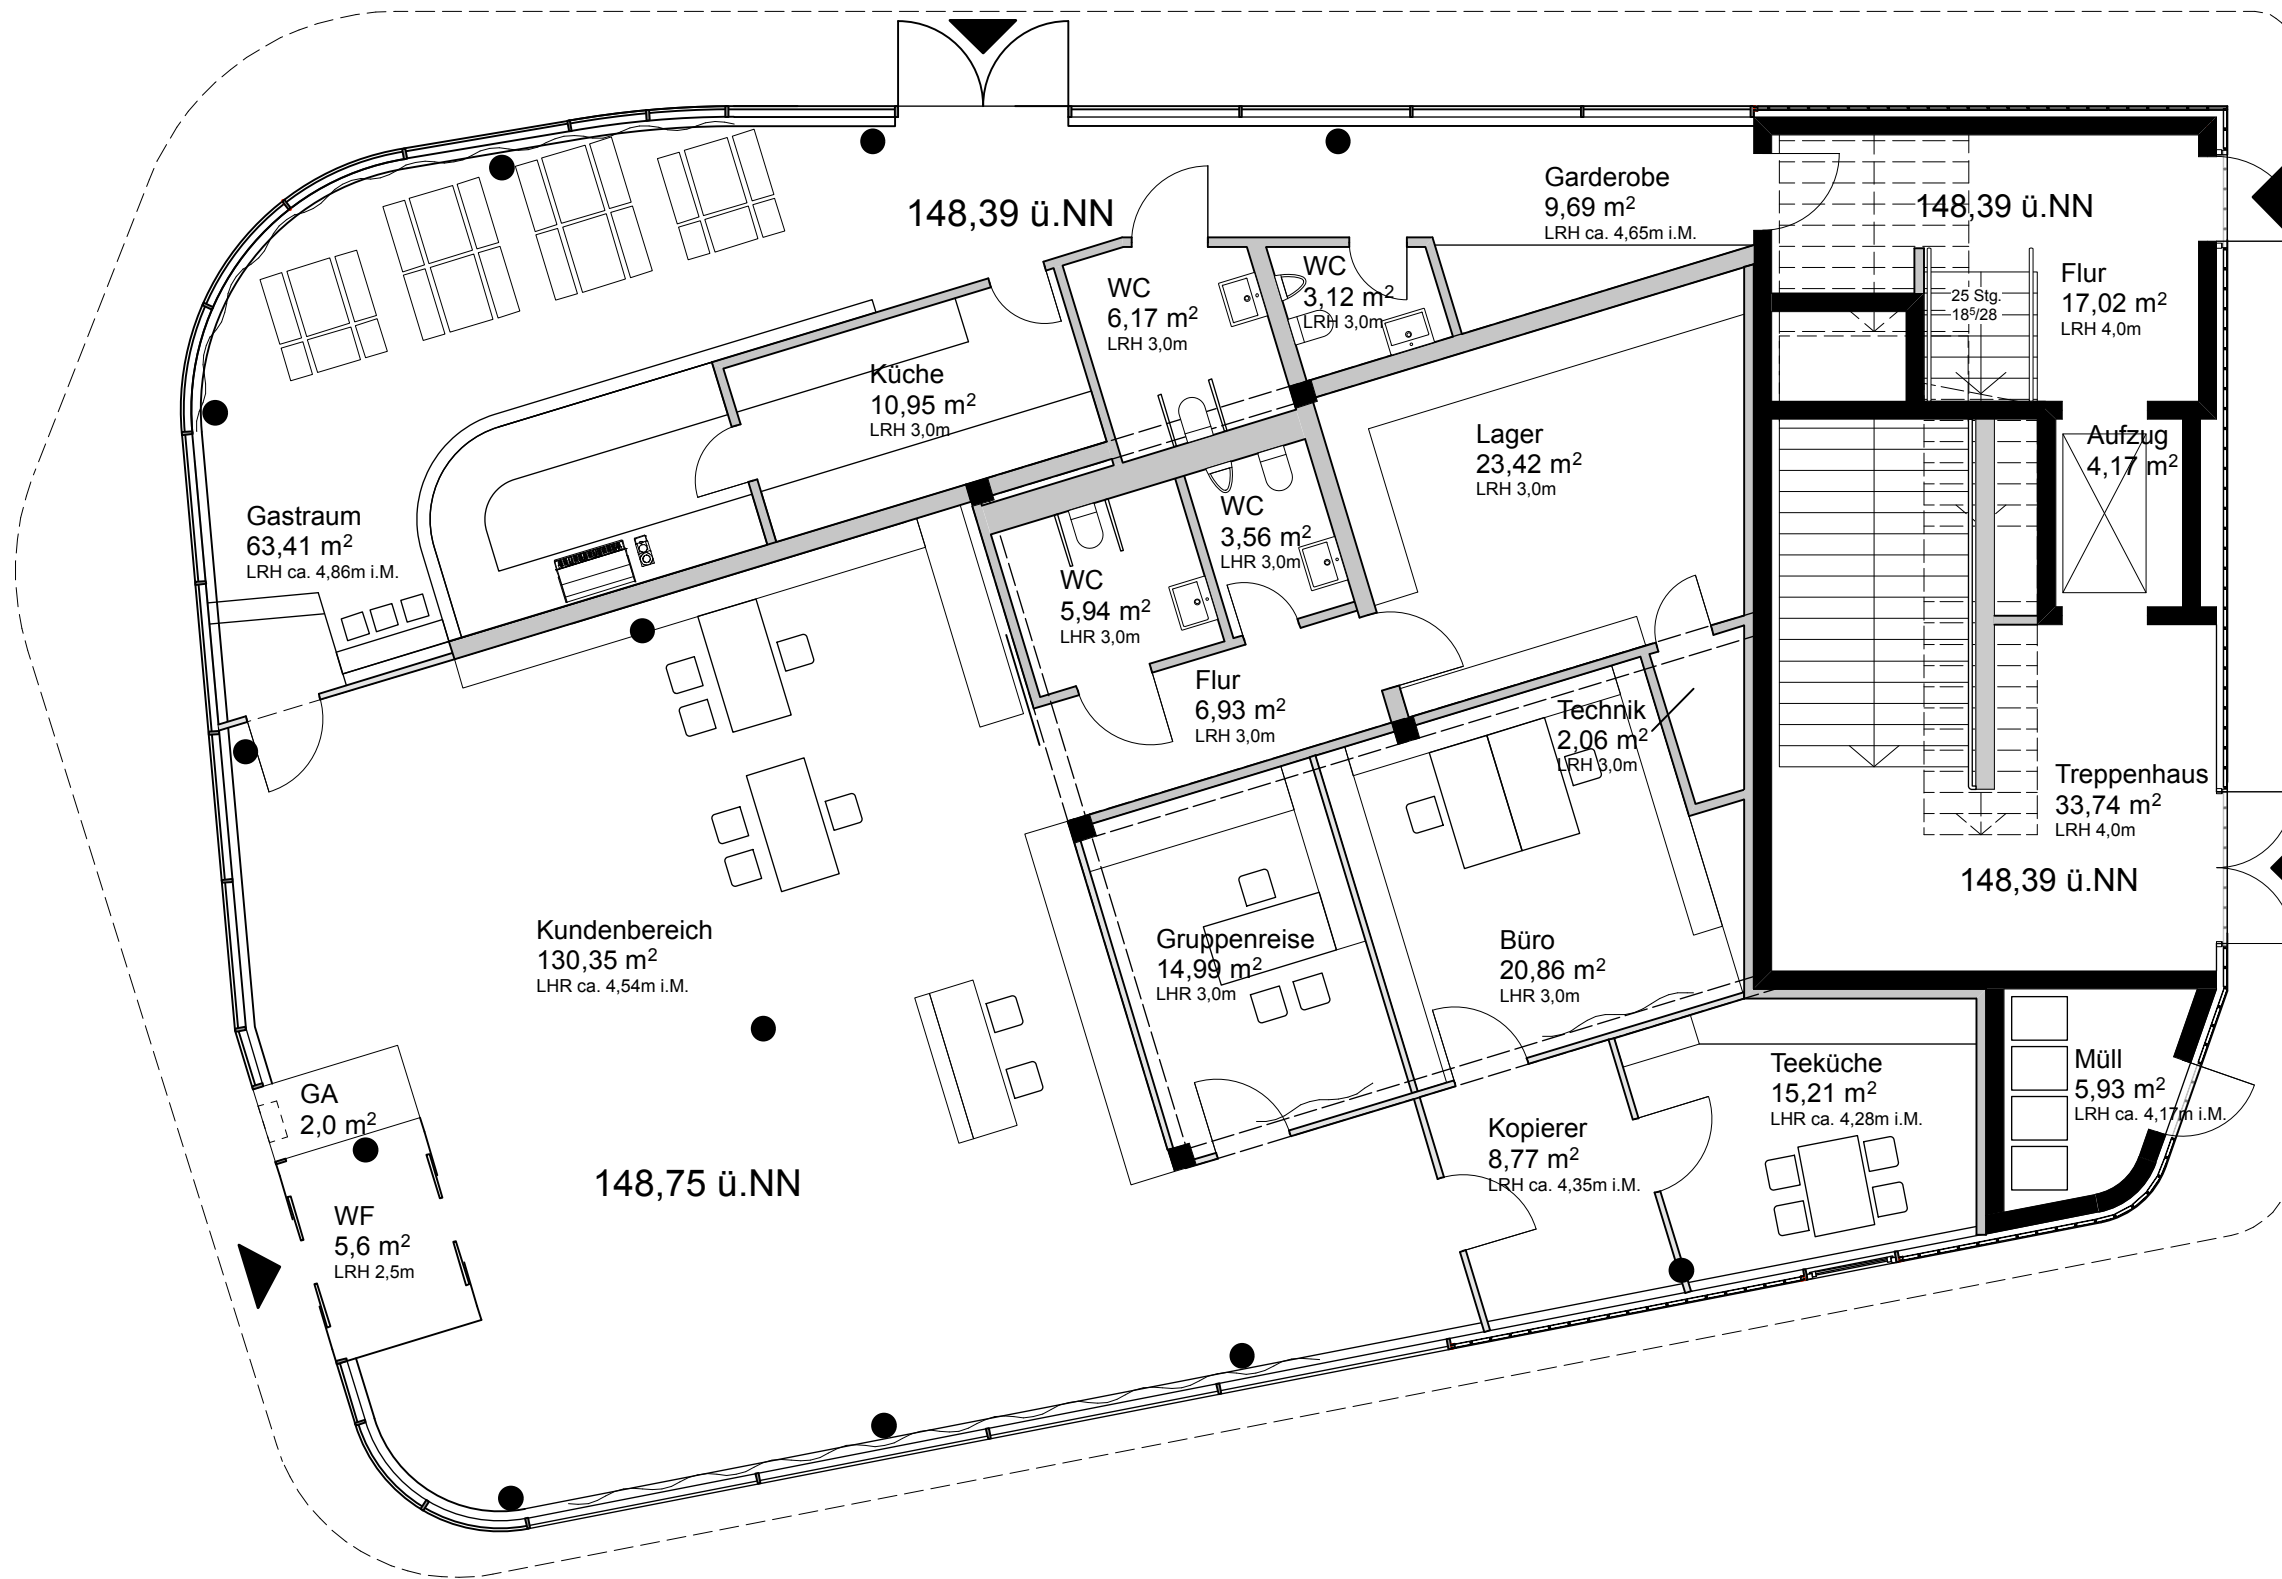 148,39 ü.NN
Garderobe
9,69 m²
LRH ca. 4,65m i.M.
148,39 ü.NN
WC
6,17 m²
LRH 3,0m
WC
3,12 m²
LRH 3,0m
25 Stg.
18⁵/28
Flur
17,02 m²
LRH 4,0m
Küche
10,95 m²
LRH 3,0m
Lager
23,42 m²
LRH 3,0m
Aufzug
4,17 m²
Gastraum
63,41 m²
LRH ca. 4,86m i.M.
WC
3,56 m²
LHR 3,0m
WC
5,94 m²
LHR 3,0m
Flur
6,93 m²
LRH 3,0m
Technik
2,06 m²
LRH 3,0m
Treppenhaus
33,74 m²
LRH 4,0m
148,39 ü.NN
Kundenbereich
130,35 m²
LHR ca. 4,54m i.M.
Gruppenreise
14,99 m²
LHR 3,0m
Büro
20,86 m²
LHR 3,0m
GA
2,0 m²
Teeküche
15,21 m²
LHR ca. 4,28m i.M.
Müll
5,93 m²
LRH ca. 4,17m i.M.
Kopierer
8,77 m²
LRH ca. 4,35m i.M.
148,75 ü.NN
WF
5,6 m²
LRH 2,5m